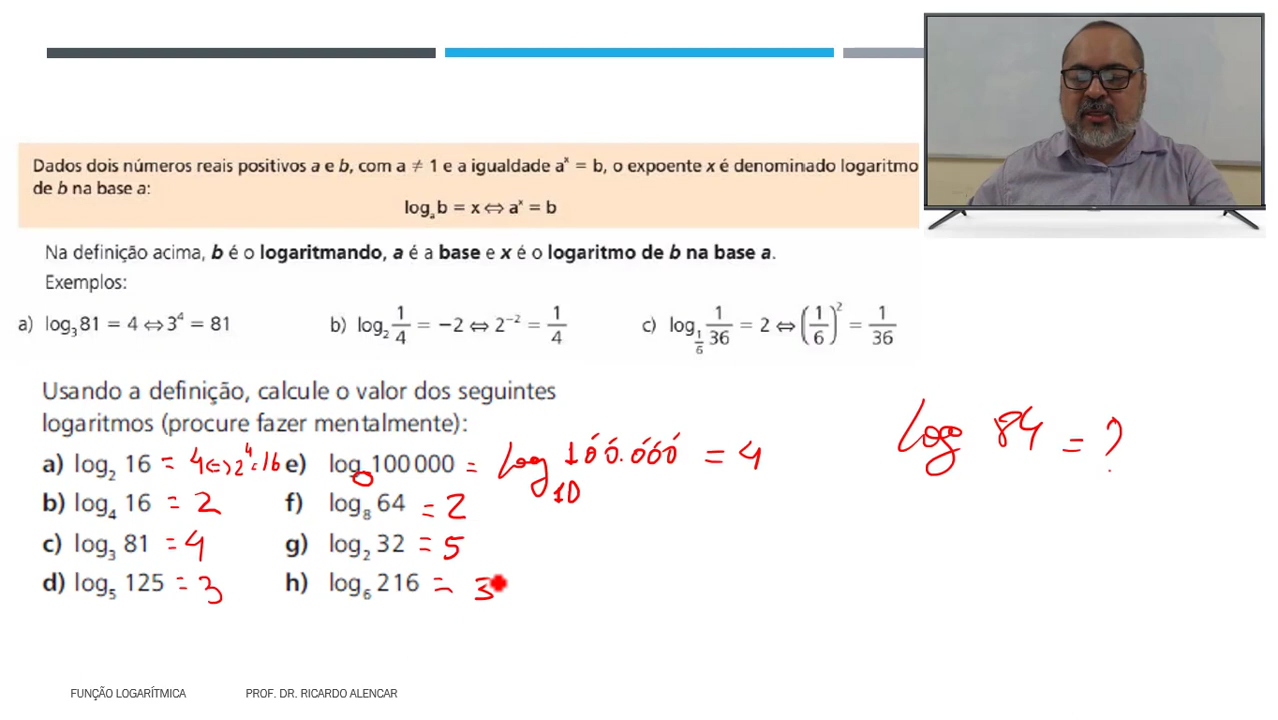 Dados dois números reais positivos a e b, com a ≠ 1 e a igualdade aˣ = b, o expoente x é denominado logaritmo
de b na base a:
logₐb = x ⇔ aˣ = b
Na definição acima, b é o logaritmando, a é a base e x é o logaritmo de b na base a.
Exemplos:
a) log₃81 = 4 ⇔ 3⁴ = 81 b) log₂ 1/4 = −2 ⇔ 2⁻² = 1/4 c) log_(1/6) 1/36 = 2 ⇔ (1/6)² = 1/36
Usando a definição, calcule o valor dos seguintes
logaritmos (procure fazer mentalmente):
a) log₂ 16 = 4 ⇔ 2⁴ = 16 e) log 100 000 = log₁₀ 100.000 = 4
log 84 = ?
b) log₄ 16 = 2 f) log₈ 64 = 2
c) log₃ 81 = 4 g) log₂ 32 = 5
d) log₅ 125 = 3 h) log₆ 216 = 3
FUNÇÃO LOGARÍTMICA PROF. DR. RICARDO ALENCAR